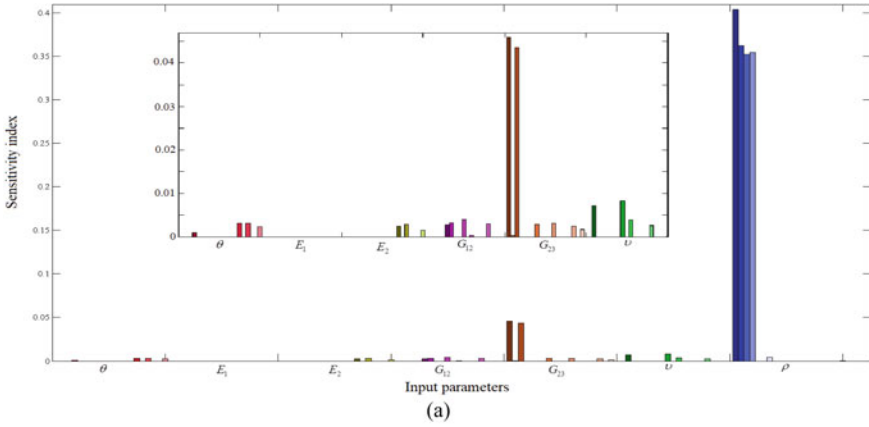 0.4
0.35
0.3
0.25
0.2
0.15
0.1
0.05
0
Sensitivity index
0.04
0.03
0.02
0.01
0
θ E₁ E₂ G₁₂ G₂₃ υ
θ E₁ E₂ G₁₂ G₂₃ υ ρ
Input parameters
(a)